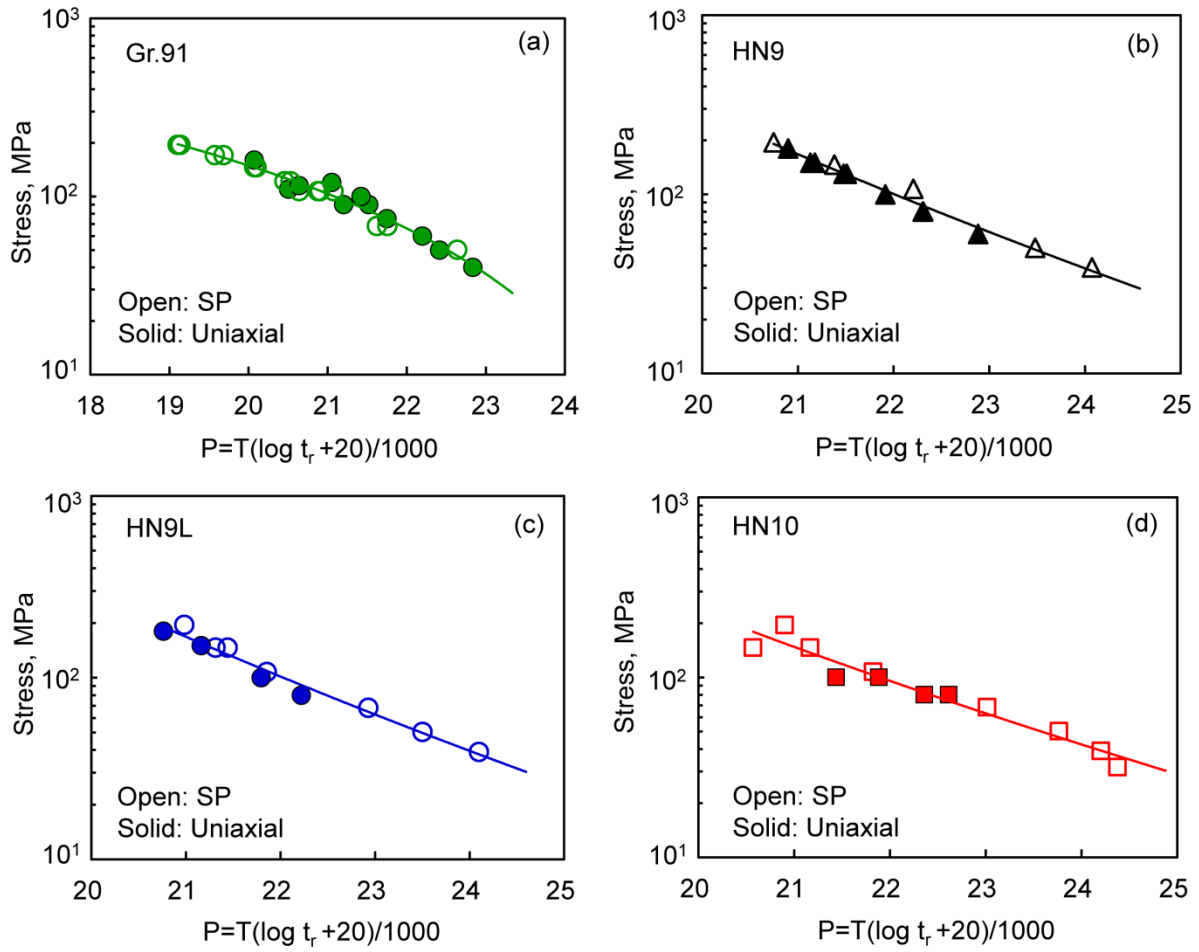 (a)
Gr.91
10³
10²
10¹
Stress, MPa
Open: SP
Solid: Uniaxial
18 19 20 21 22 23 24
P=T(log tᵣ +20)/1000
(b)
HN9
10³
10²
10¹
Stress, MPa
Open: SP
Solid: Uniaxial
20 21 22 23 24 25
P=T(log tᵣ +20)/1000
(c)
HN9L
10³
10²
10¹
Stress, MPa
Open: SP
Solid: Uniaxial
20 21 22 23 24 25
P=T(log tᵣ +20)/1000
(d)
HN10
10³
10²
10¹
Stress, MPa
Open: SP
Solid: Uniaxial
20 21 22 23 24 25
P=T(log tᵣ +20)/1000